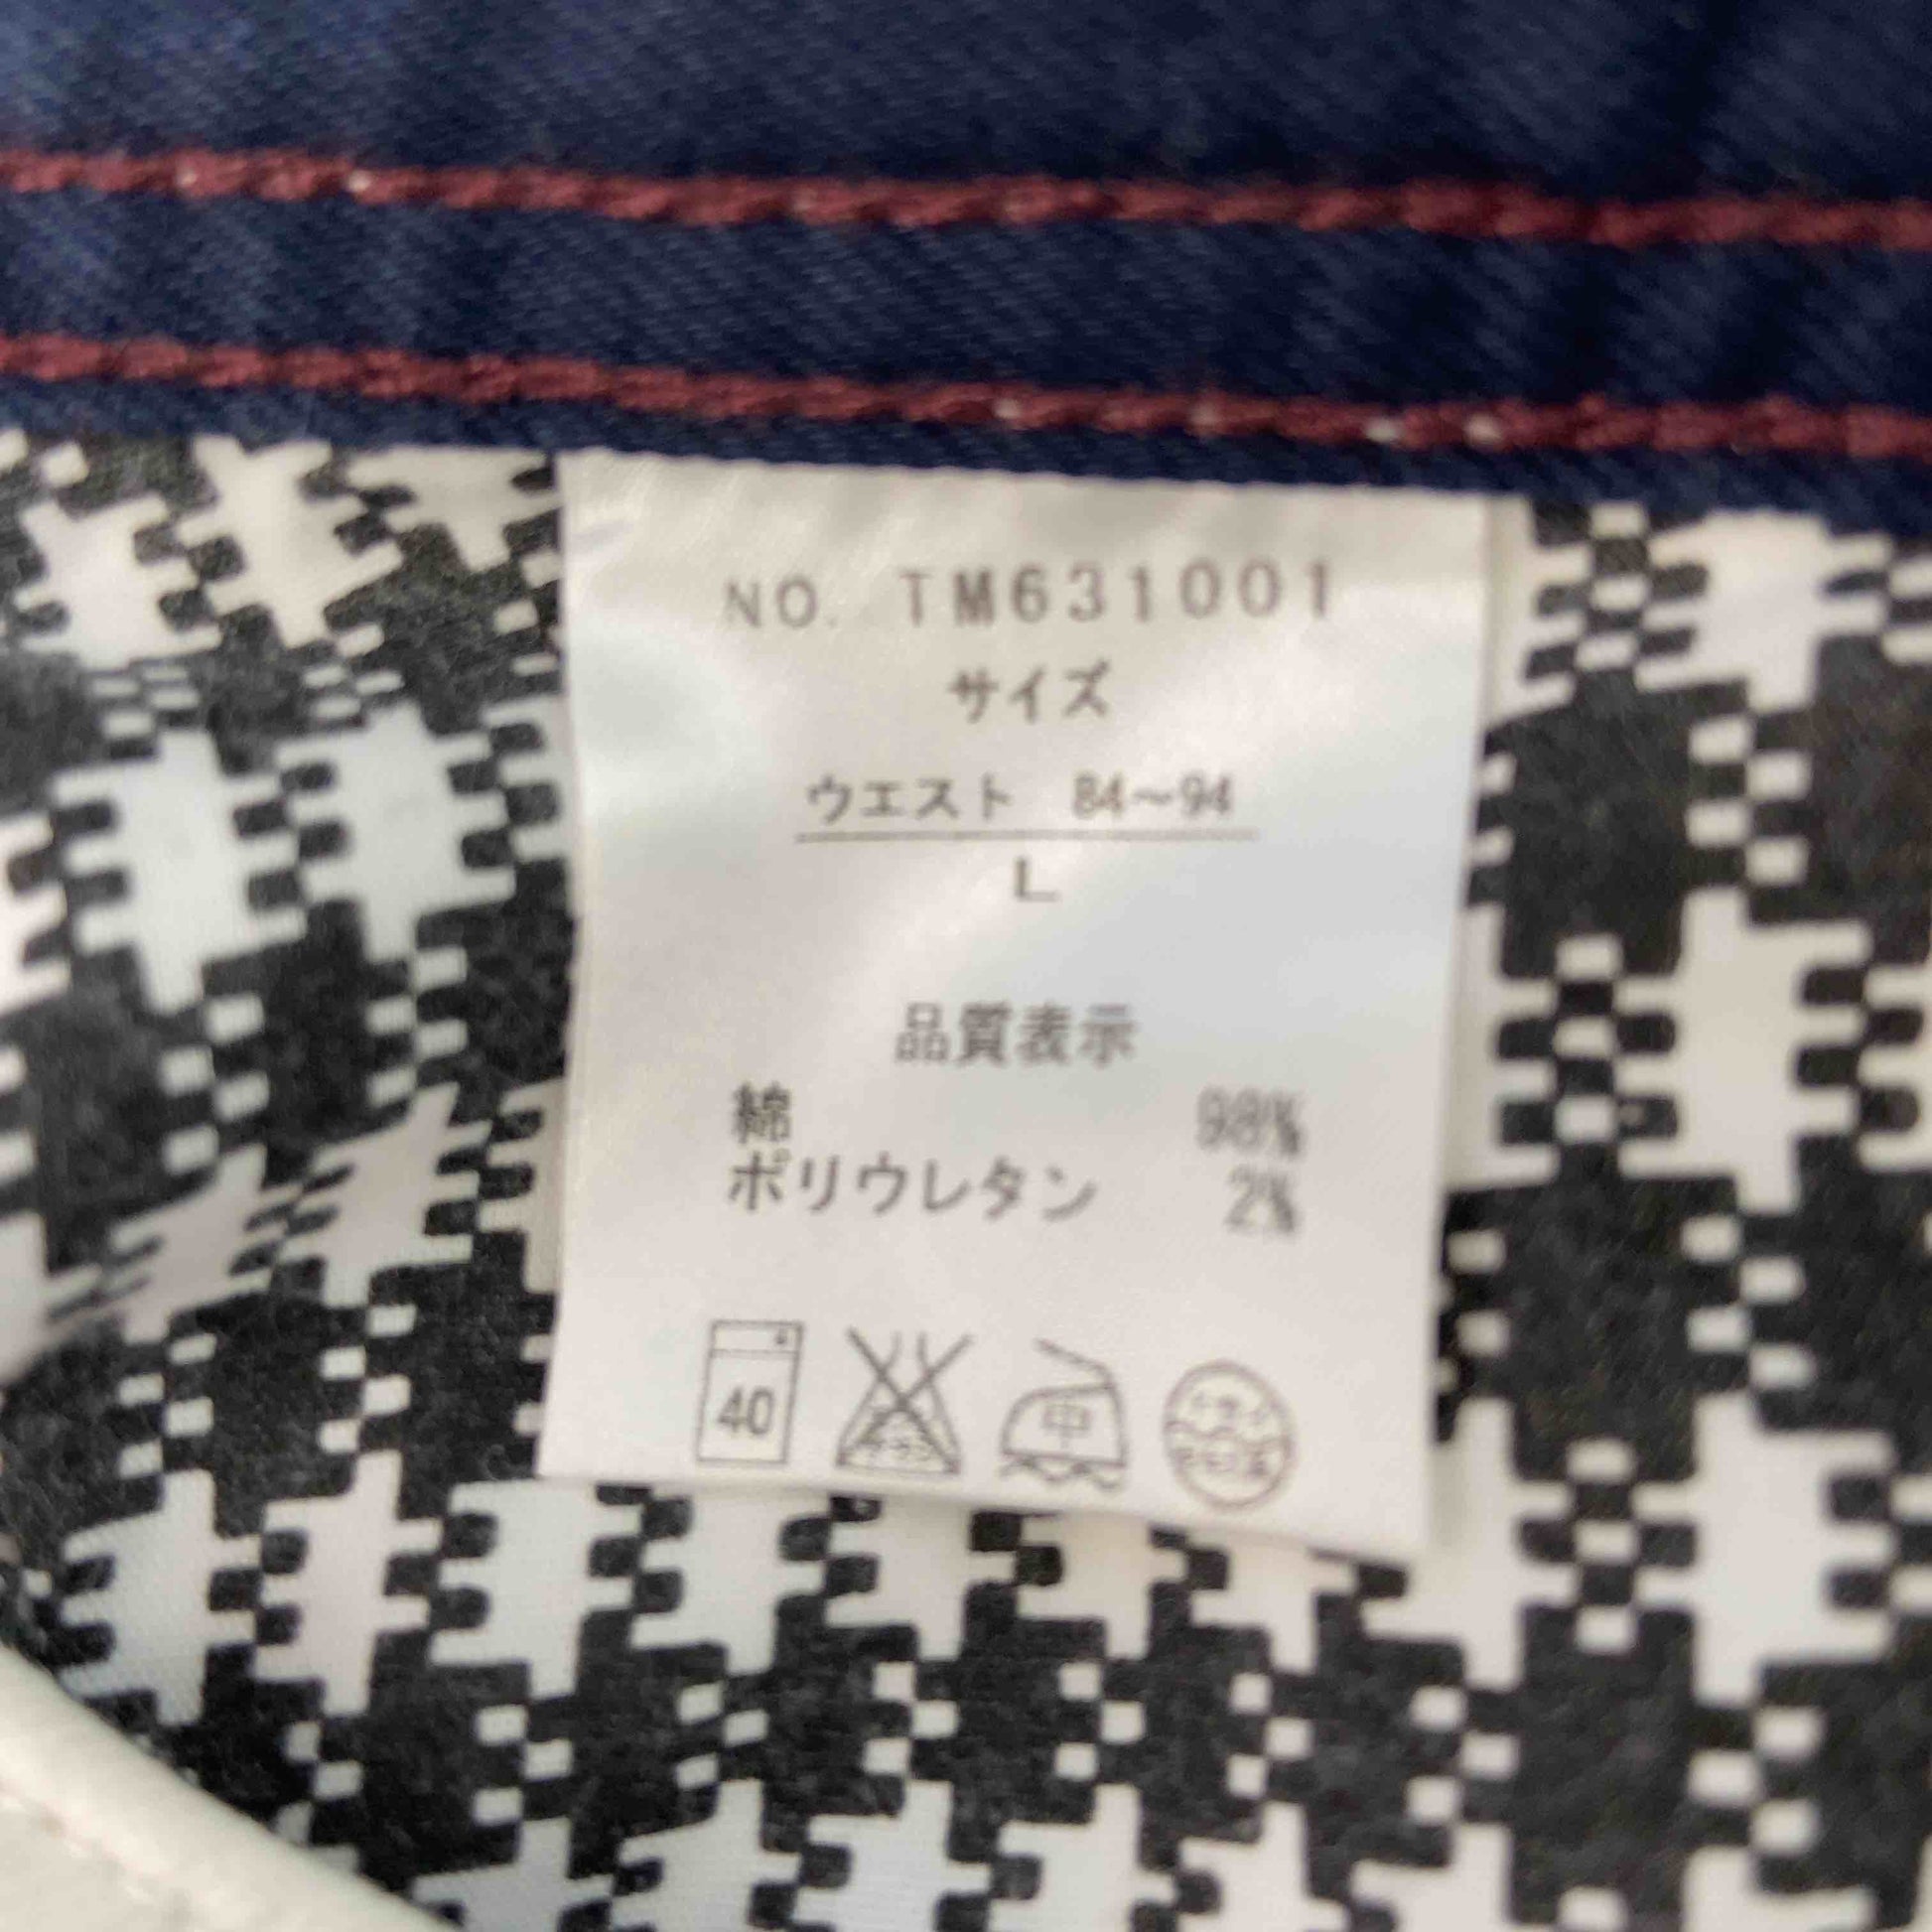 NO. TM631001
サイズ
ウエスト 84～94
L
品質表示
綿 98%
ポリウレタン 2%
40
中